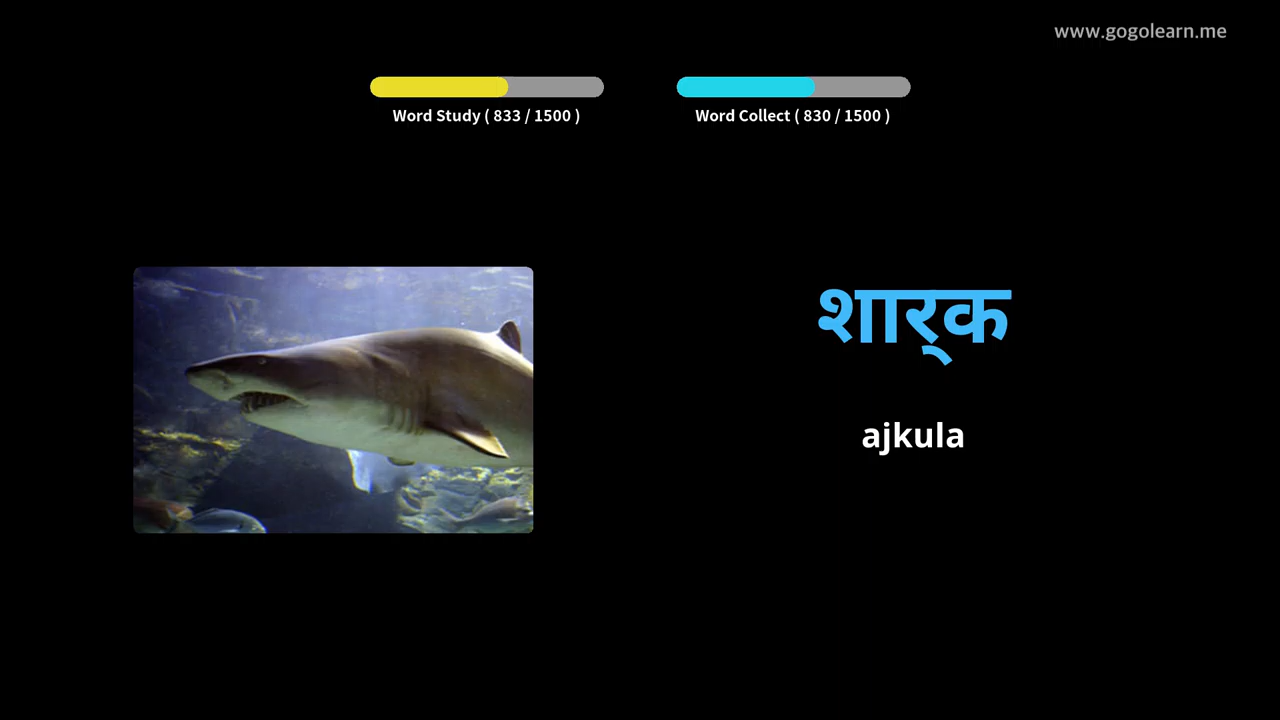 www.gogolearn.me
Word Study ( 833 / 1500 )
Word Collect ( 830 / 1500 )
शार्‌क
ajkula